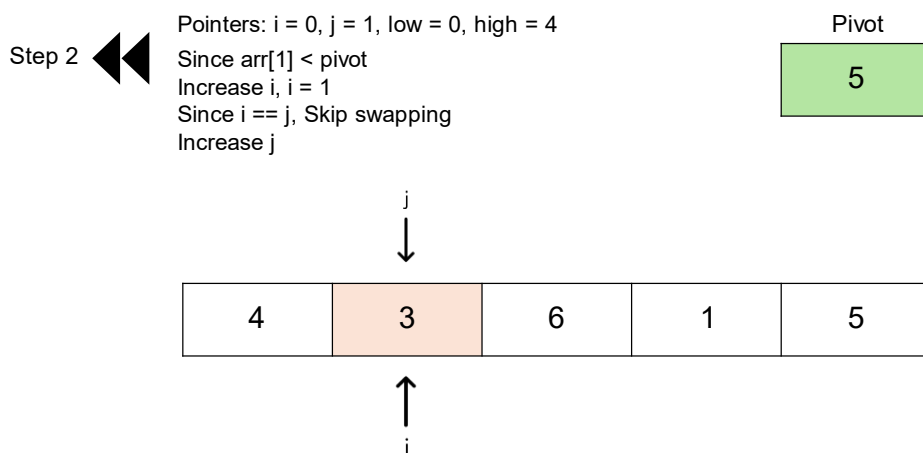 Pointers: i = 0, j = 1, low = 0, high = 4
Pivot
Step 2
Since arr[1] < pivot
Increase i, i = 1
Since i == j, Skip swapping
Increase j
5
j
4 3 6 1 5
i